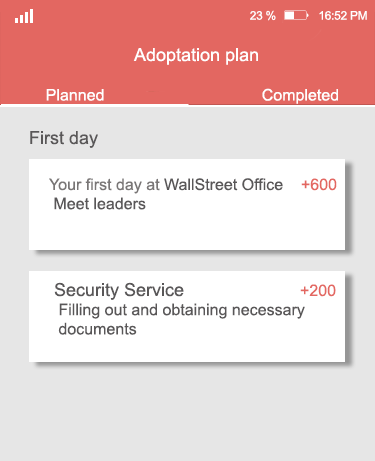 23 % 16:52 PM
Adoptation plan
Planned Completed
First day
Your first day at WallStreet Office +600
Meet leaders
Security Service +200
Filling out and obtaining necessary
documents